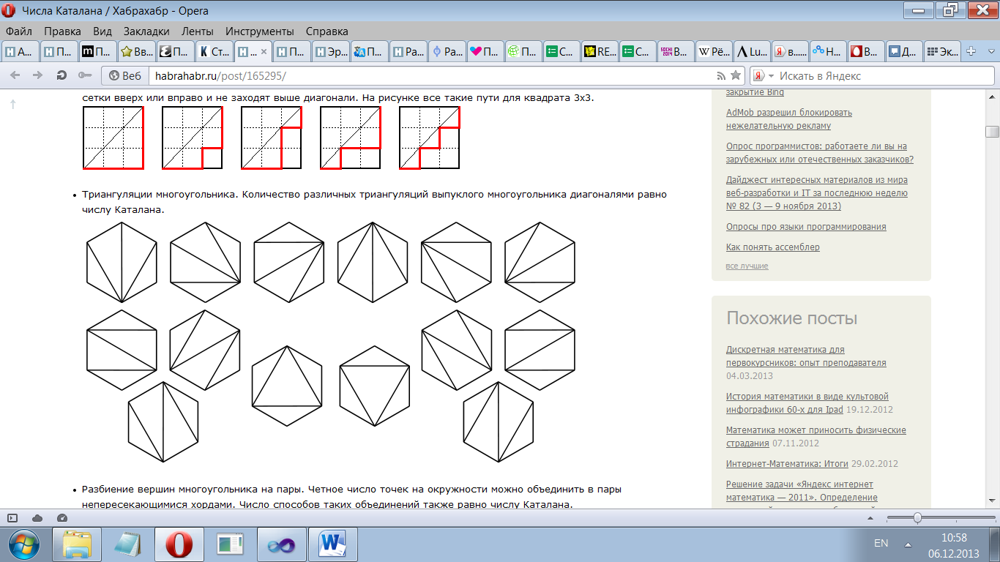 Числа Каталана / Хабрахабр - Opera
Файл Правка Вид Закладки Ленты Инструменты Справка
А... П... П... Вв... П... Ст... ... П... Эр... П... Ра... Ра... П... П... С... RE... С... В... Рё... Lu... в... Н... В... Д... Эк...
Веб habrahabr.ru/post/165295/ Искать в Яндекс
сетки вверх или вправо и не заходят выше диагонали. На рисунке все такие пути для квадрата 3x3.
• Триангуляции многоугольника. Количество различных триангуляций выпуклого многоугольника диагоналями равно
числу Каталана.
• Разбиение вершин многоугольника на пары. Четное число точек на окружности можно объединить в пары
непересекающимися хордами. Число способов таких объединений также равно числу Каталана.
закрытие Bing
AdMob разрешил блокировать
нежелательную рекламу
Опрос программистов: работаете ли вы на
зарубежных или отечественных заказчиков?
Дайджест интересных материалов из мира
веб-разработки и IT за последнюю неделю
№ 82 (3 — 9 ноября 2013)
Опросы про языки программирования
Как понять ассемблер
все лучшие
Похожие посты
Дискретная математика для
первокурсников: опыт преподавателя
04.03.2013
История математики в виде культовой
инфографики 60-х для Ipad 19.12.2012
Математика может приносить физические
страдания 07.11.2012
Интернет-Математика: Итоги 29.02.2012
Решение задачи «Яндекс интернет
математика — 2011». Определение
EN
10:58
06.12.2013